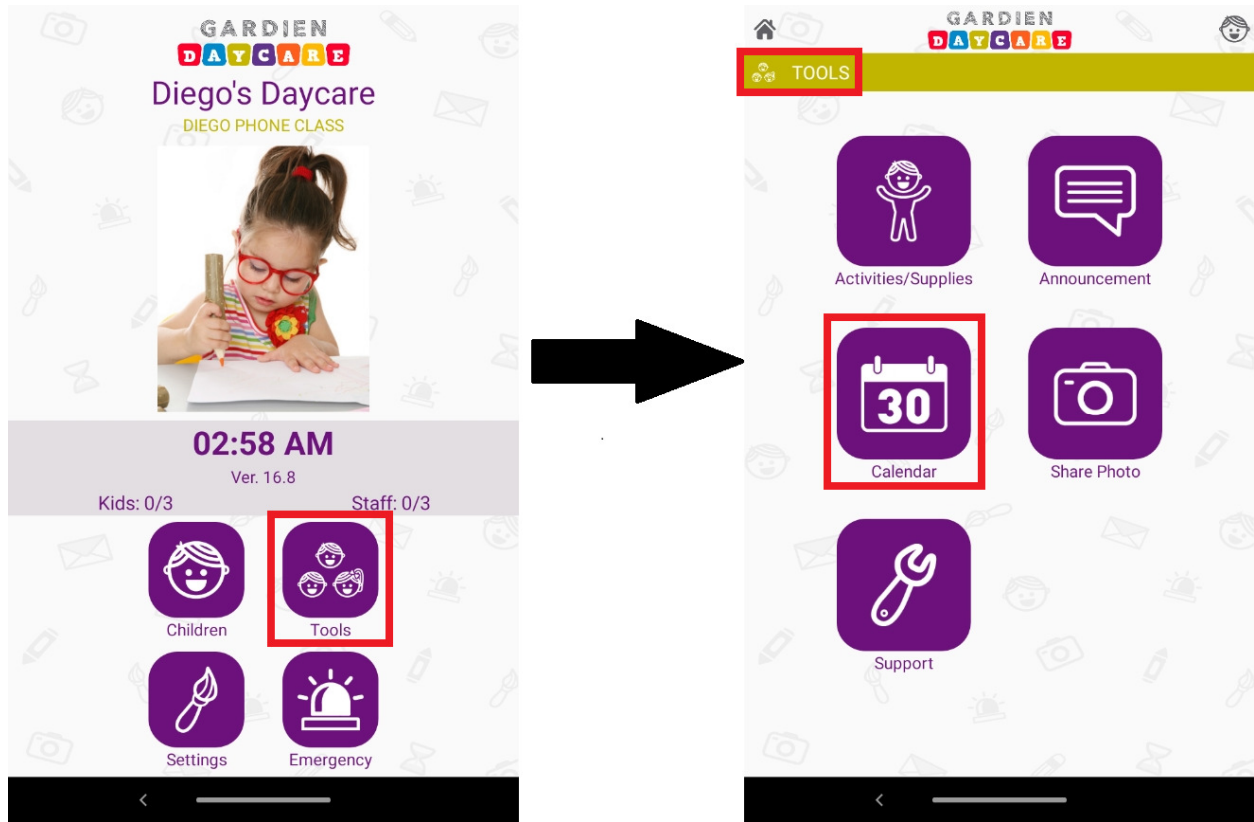 GARDIEN
DAYCARE
Diego's Daycare
DIEGO PHONE CLASS
02:58 AM
Ver. 16.8
Kids: 0/3 Staff: 0/3
Children Tools
Settings Emergency
GARDIEN
DAYCARE
TOOLS
Activities/Supplies Announcement
30
Calendar Share Photo
Support